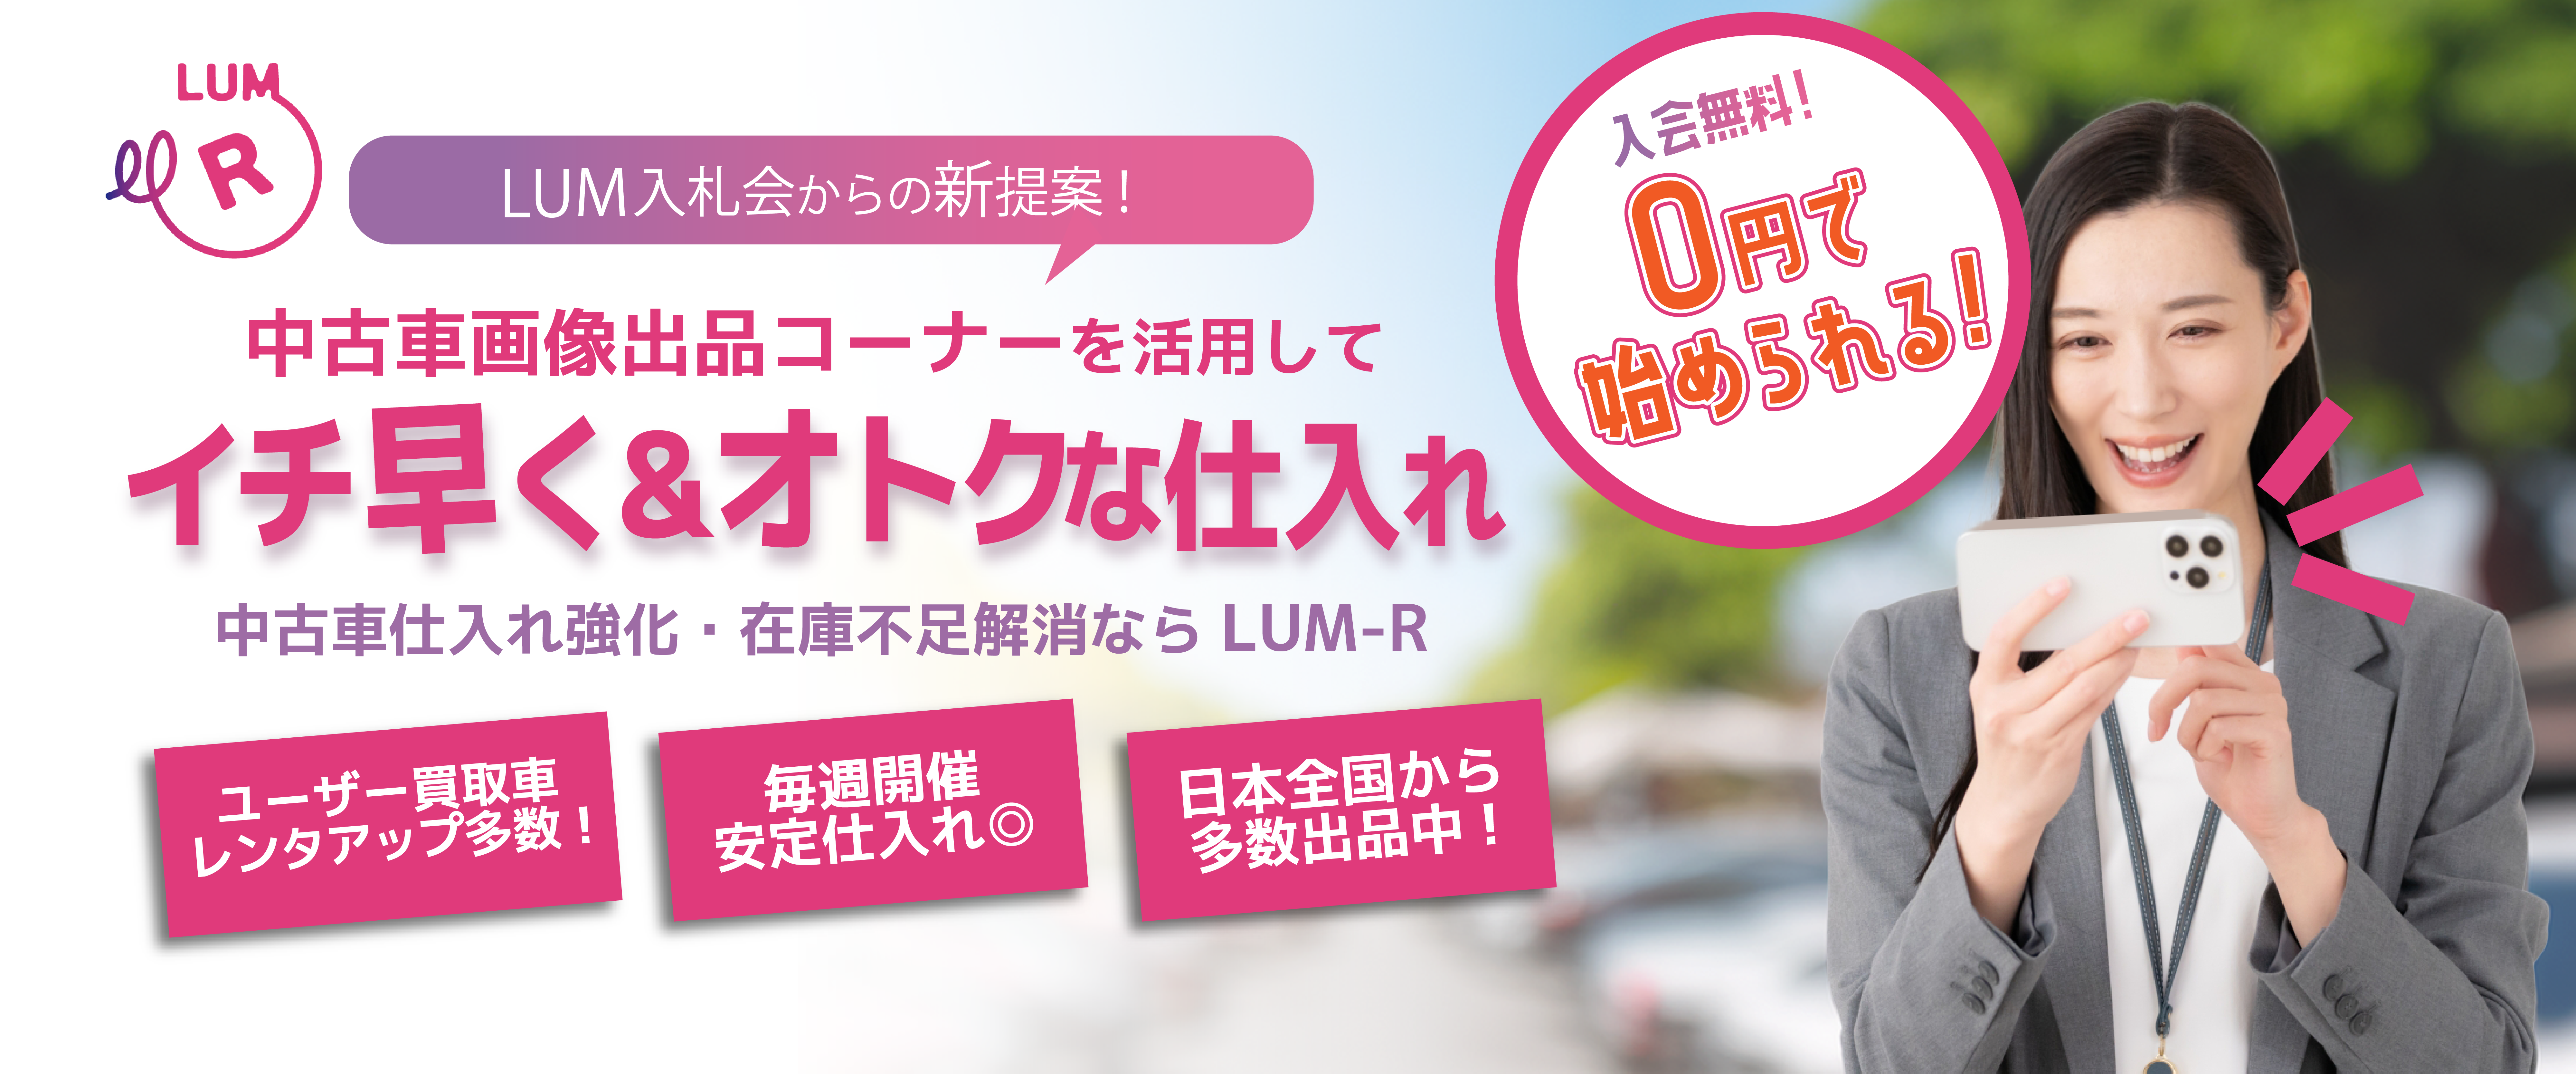 LUM
R
LUM入札会からの新提案！
中古車画像出品コーナーを活用して
イチ早く&オトクな仕入れ
中古車仕入れ強化・在庫不足解消なら LUM-R
ユーザー買取車
レンタアップ多数！
毎週開催
安定仕入れ◎
日本全国から
多数出品中！
入会無料！
0円で
始められる！